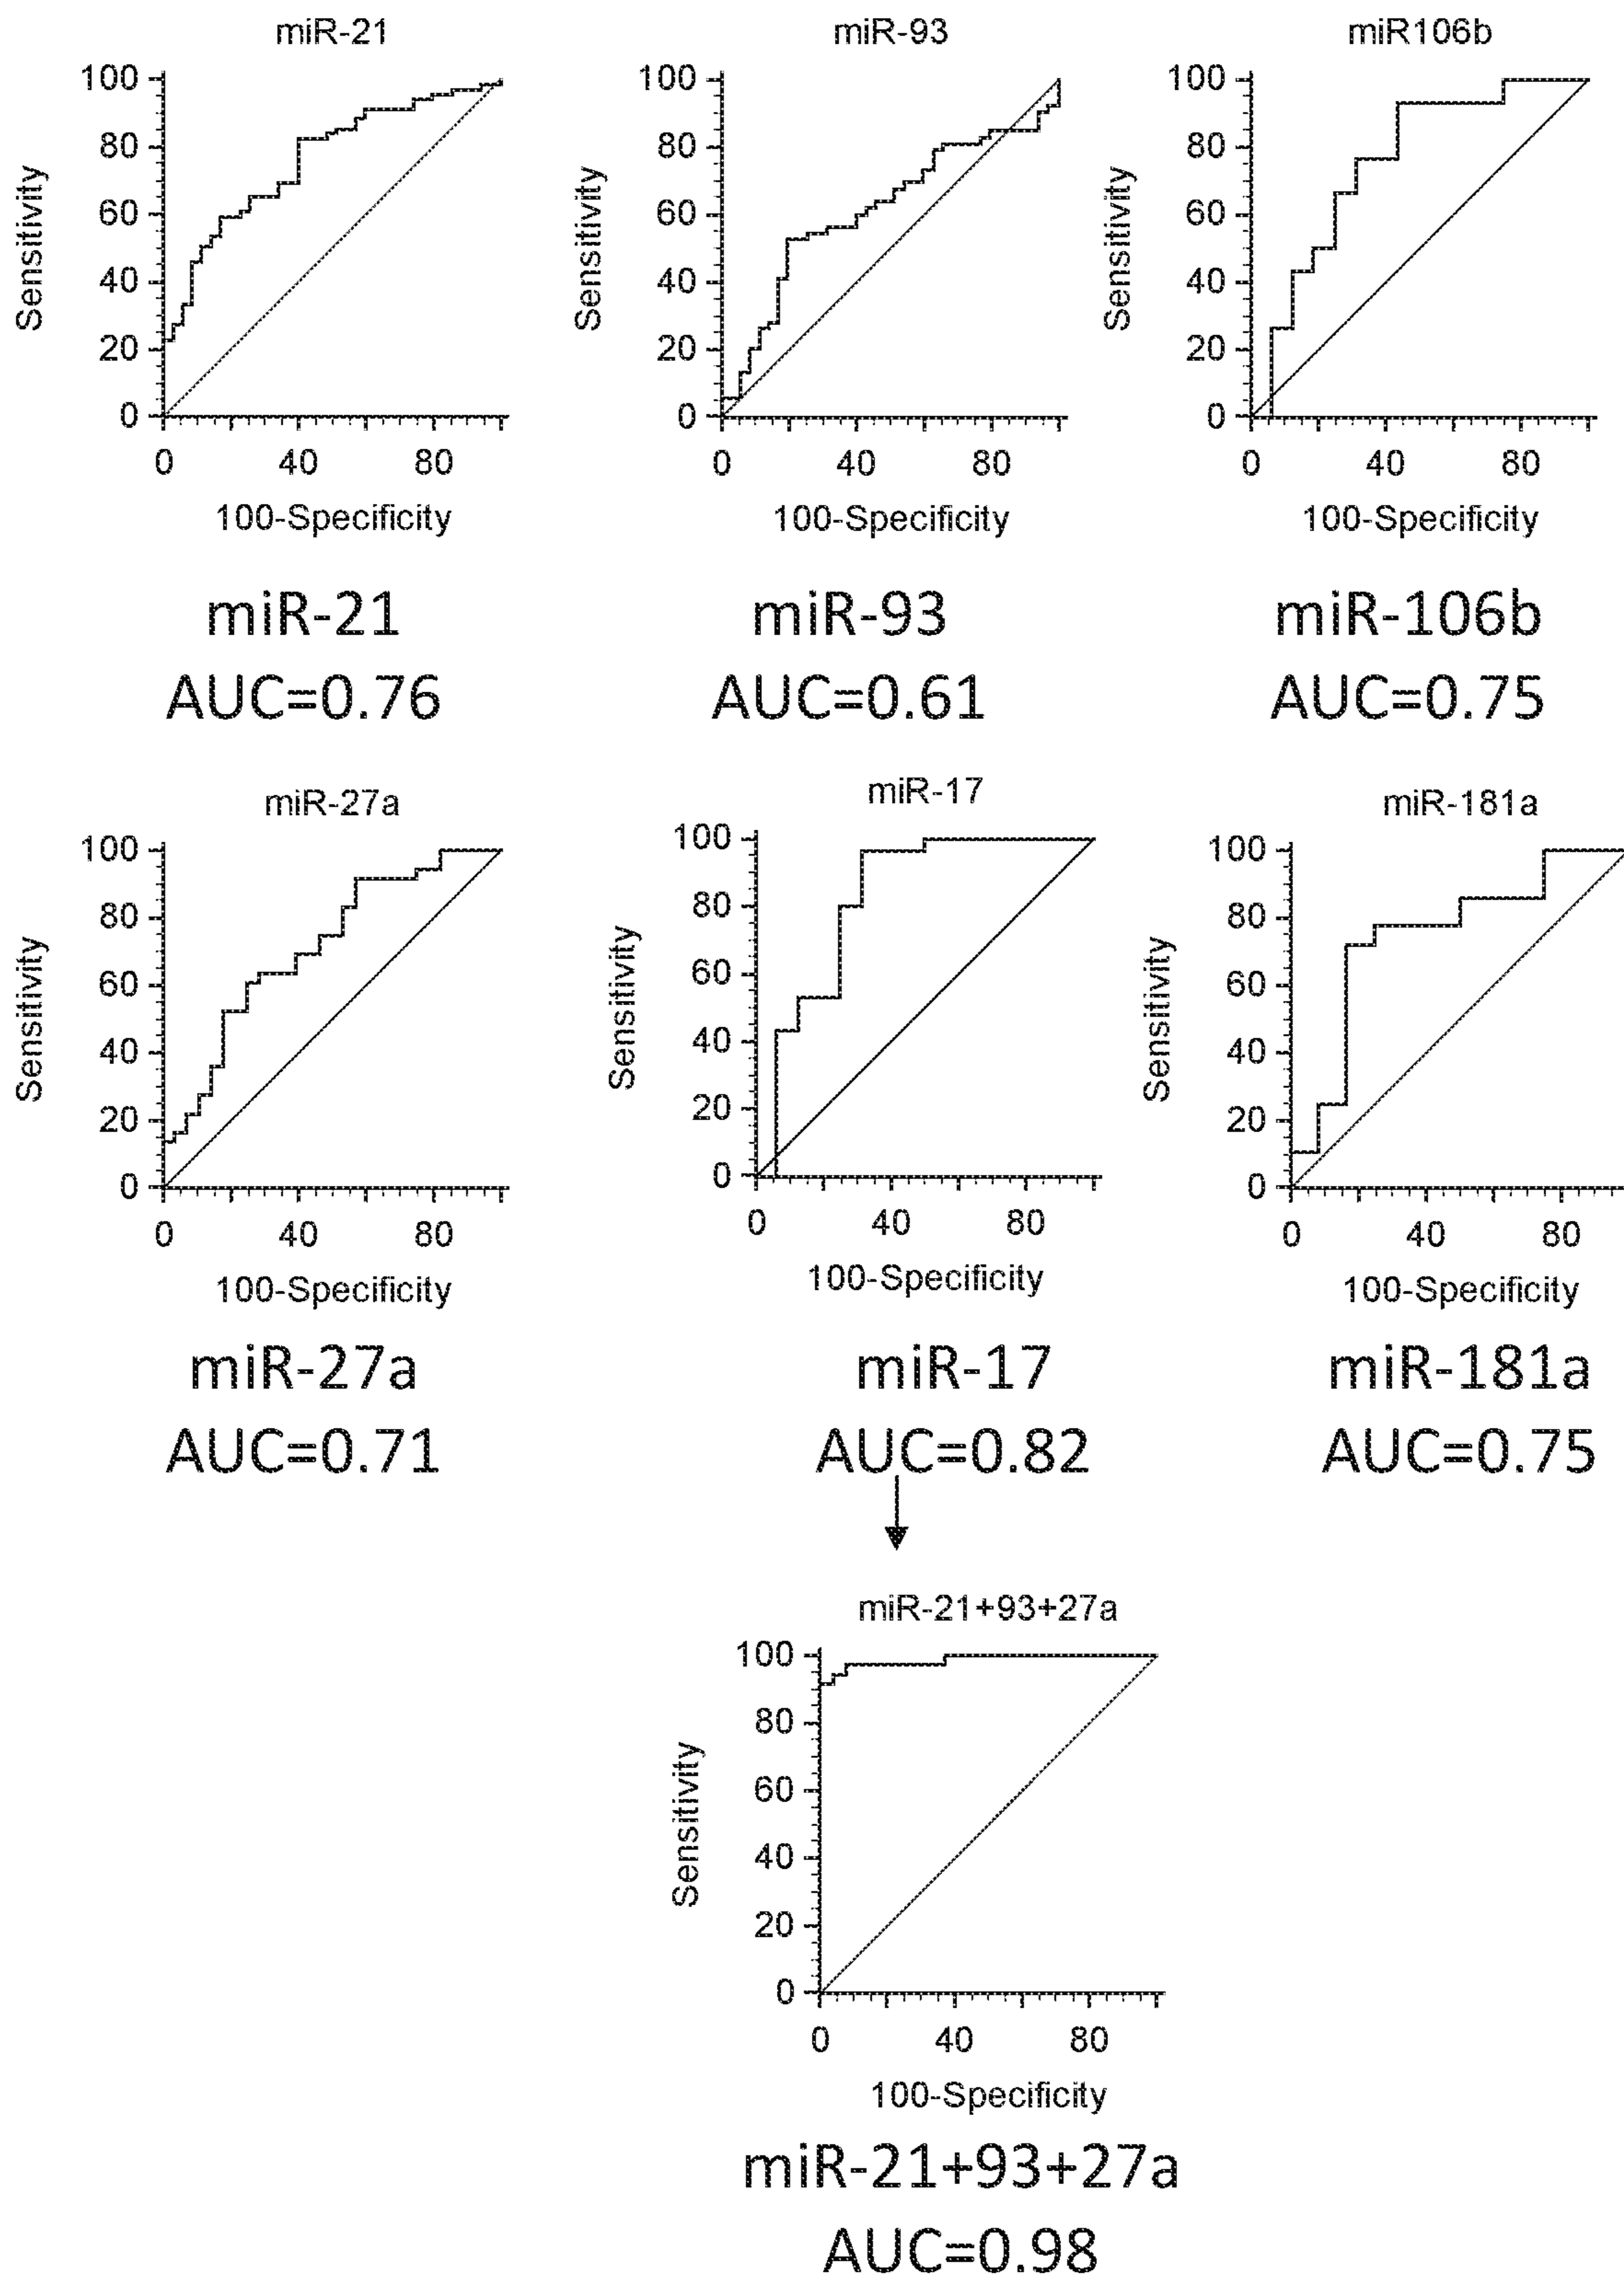 miR-21
100
80
60
40
20
0
Sensitivity
0 40 80
100-Specificity
miR-21
AUC=0.76
miR-93
100
80
60
40
20
0
Sensitivity
0 40 80
100-Specificity
miR-93
AUC=0.61
miR106b
100
80
60
40
20
0
Sensitivity
0 40 80
100-Specificity
miR-106b
AUC=0.75
miR-27a
100
80
60
40
20
0
Sensitivity
0 40 80
100-Specificity
miR-27a
AUC=0.71
miR-17
100
80
60
40
20
0
Sensitivity
0 40 80
100-Specificity
miR-17
AUC=0.82
miR-181a
100
80
60
40
20
0
Sensitivity
0 40 80
100-Specificity
miR-181a
AUC=0.75
miR-21+93+27a
100
80
60
40
20
0
Sensitivity
0 40 80
100-Specificity
miR-21+93+27a
AUC=0.98